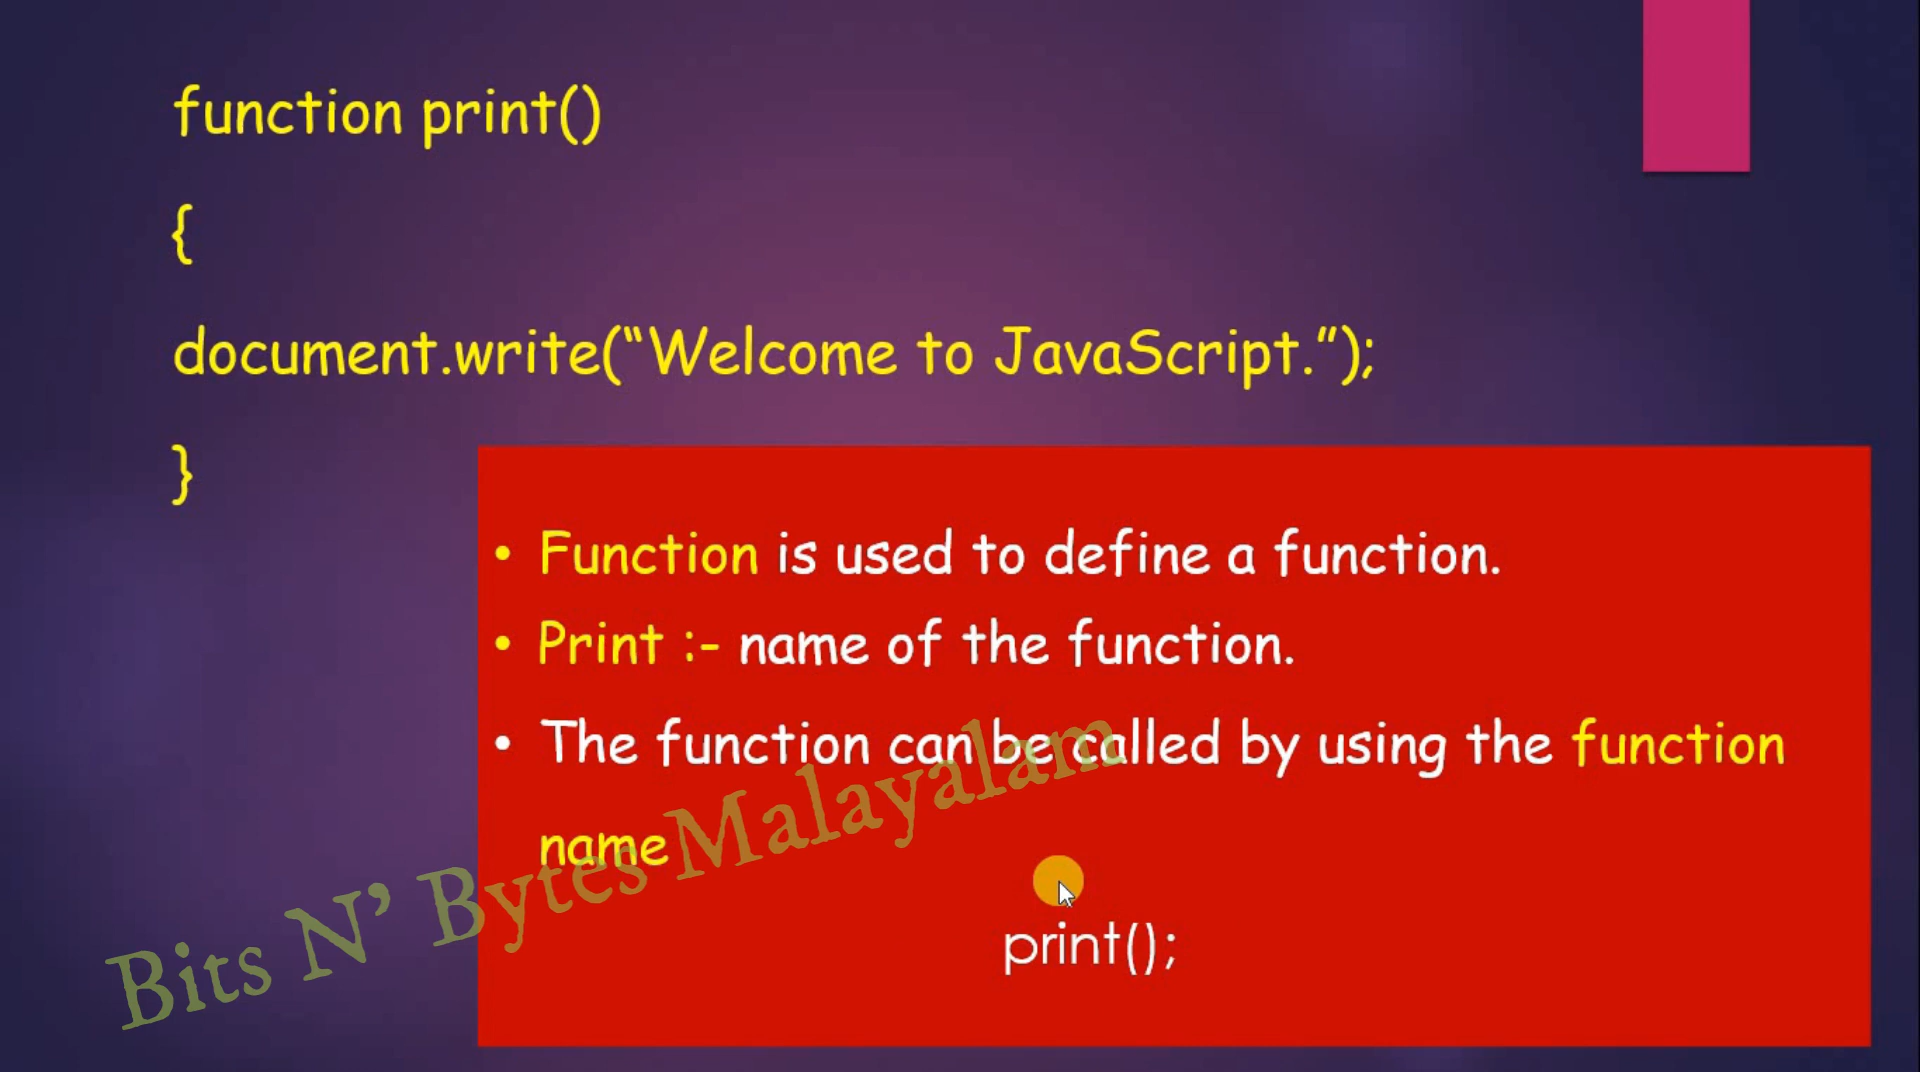 function print()
{
document.write(“Welcome to JavaScript.”);
}
• Function is used to define a function.
• Print :- name of the function.
• The function can be called by using the function
name
print();
Bits N’ Bytes Malayalam